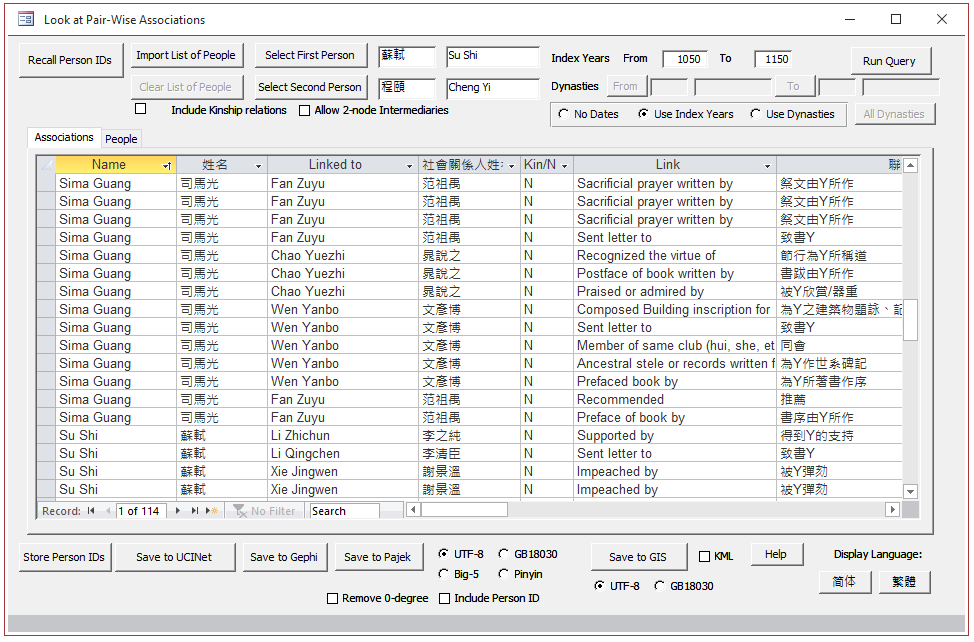 Look at Pair-Wise Associations
Recall Person IDs Import List of People Select First Person 蘇軾 Su Shi Index Years From 1050 To 1150 Run Query
Clear List of People Select Second Person 程頤 Cheng Yi Dynasties From To
Include Kinship relations Allow 2-node Intermediaries No Dates Use Index Years Use Dynasties All Dynasties
Associations People
Name 姓名 Linked to 社會關係人姓 Kin/N Link 聯
Sima Guang 司馬光 Fan Zuyu 范祖禹 N Sacrificial prayer written by 祭文由Y所作
Sima Guang 司馬光 Fan Zuyu 范祖禹 N Sacrificial prayer written by 祭文由Y所作
Sima Guang 司馬光 Fan Zuyu 范祖禹 N Sacrificial prayer written by 祭文由Y所作
Sima Guang 司馬光 Fan Zuyu 范祖禹 N Sent letter to 致書Y
Sima Guang 司馬光 Chao Yuezhi 晁說之 N Recognized the virtue of 節行為Y所稱道
Sima Guang 司馬光 Chao Yuezhi 晁說之 N Postface of book written by 書跋由Y所作
Sima Guang 司馬光 Chao Yuezhi 晁說之 N Praised or admired by 被Y欣賞/器重
Sima Guang 司馬光 Wen Yanbo 文彥博 N Composed Building inscription for 為Y之建築物題詠、記
Sima Guang 司馬光 Wen Yanbo 文彥博 N Sent letter to 致書Y
Sima Guang 司馬光 Wen Yanbo 文彥博 N Member of same club (hui, she, et 同會
Sima Guang 司馬光 Wen Yanbo 文彥博 N Ancestral stele or records written f 為Y作世系碑記
Sima Guang 司馬光 Wen Yanbo 文彥博 N Prefaced book by 為Y所著書作序
Sima Guang 司馬光 Fan Zuyu 范祖禹 N Recommended 推薦
Sima Guang 司馬光 Fan Zuyu 范祖禹 N Preface of book by 書序由Y所作
Su Shi 蘇軾 Li Zhichun 李之純 N Supported by 得到Y的支持
Su Shi 蘇軾 Li Qingchen 李清臣 N Sent letter to 致書Y
Su Shi 蘇軾 Xie Jingwen 謝景溫 N Impeached by 被Y彈劾
Su Shi 蘇軾 Xie Jingwen 謝景溫 N Impeached by 被Y彈劾
Record: 1 of 114 No Filter Search
Store Person IDs Save to UCINet Save to Gephi Save to Pajek UTF-8 GB18030 Save to GIS KML Help Display Language:
Big-5 Pinyin UTF-8 GB18030 简体 繁體
Remove 0-degree Include Person ID